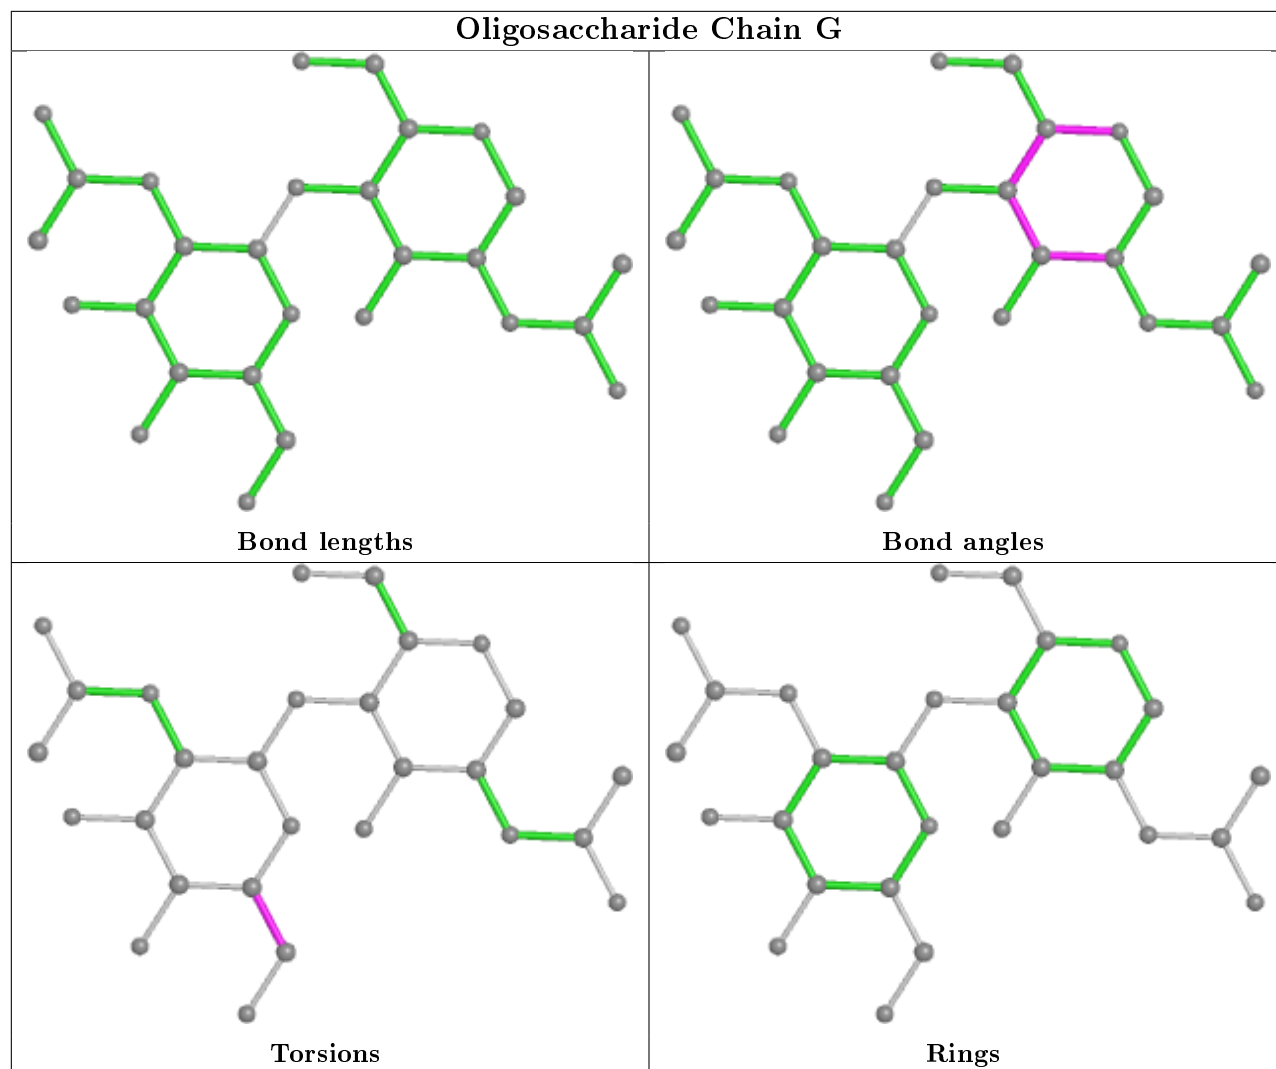 Oligosaccharide Chain G
Bond lengths
Bond angles
Torsions
Rings